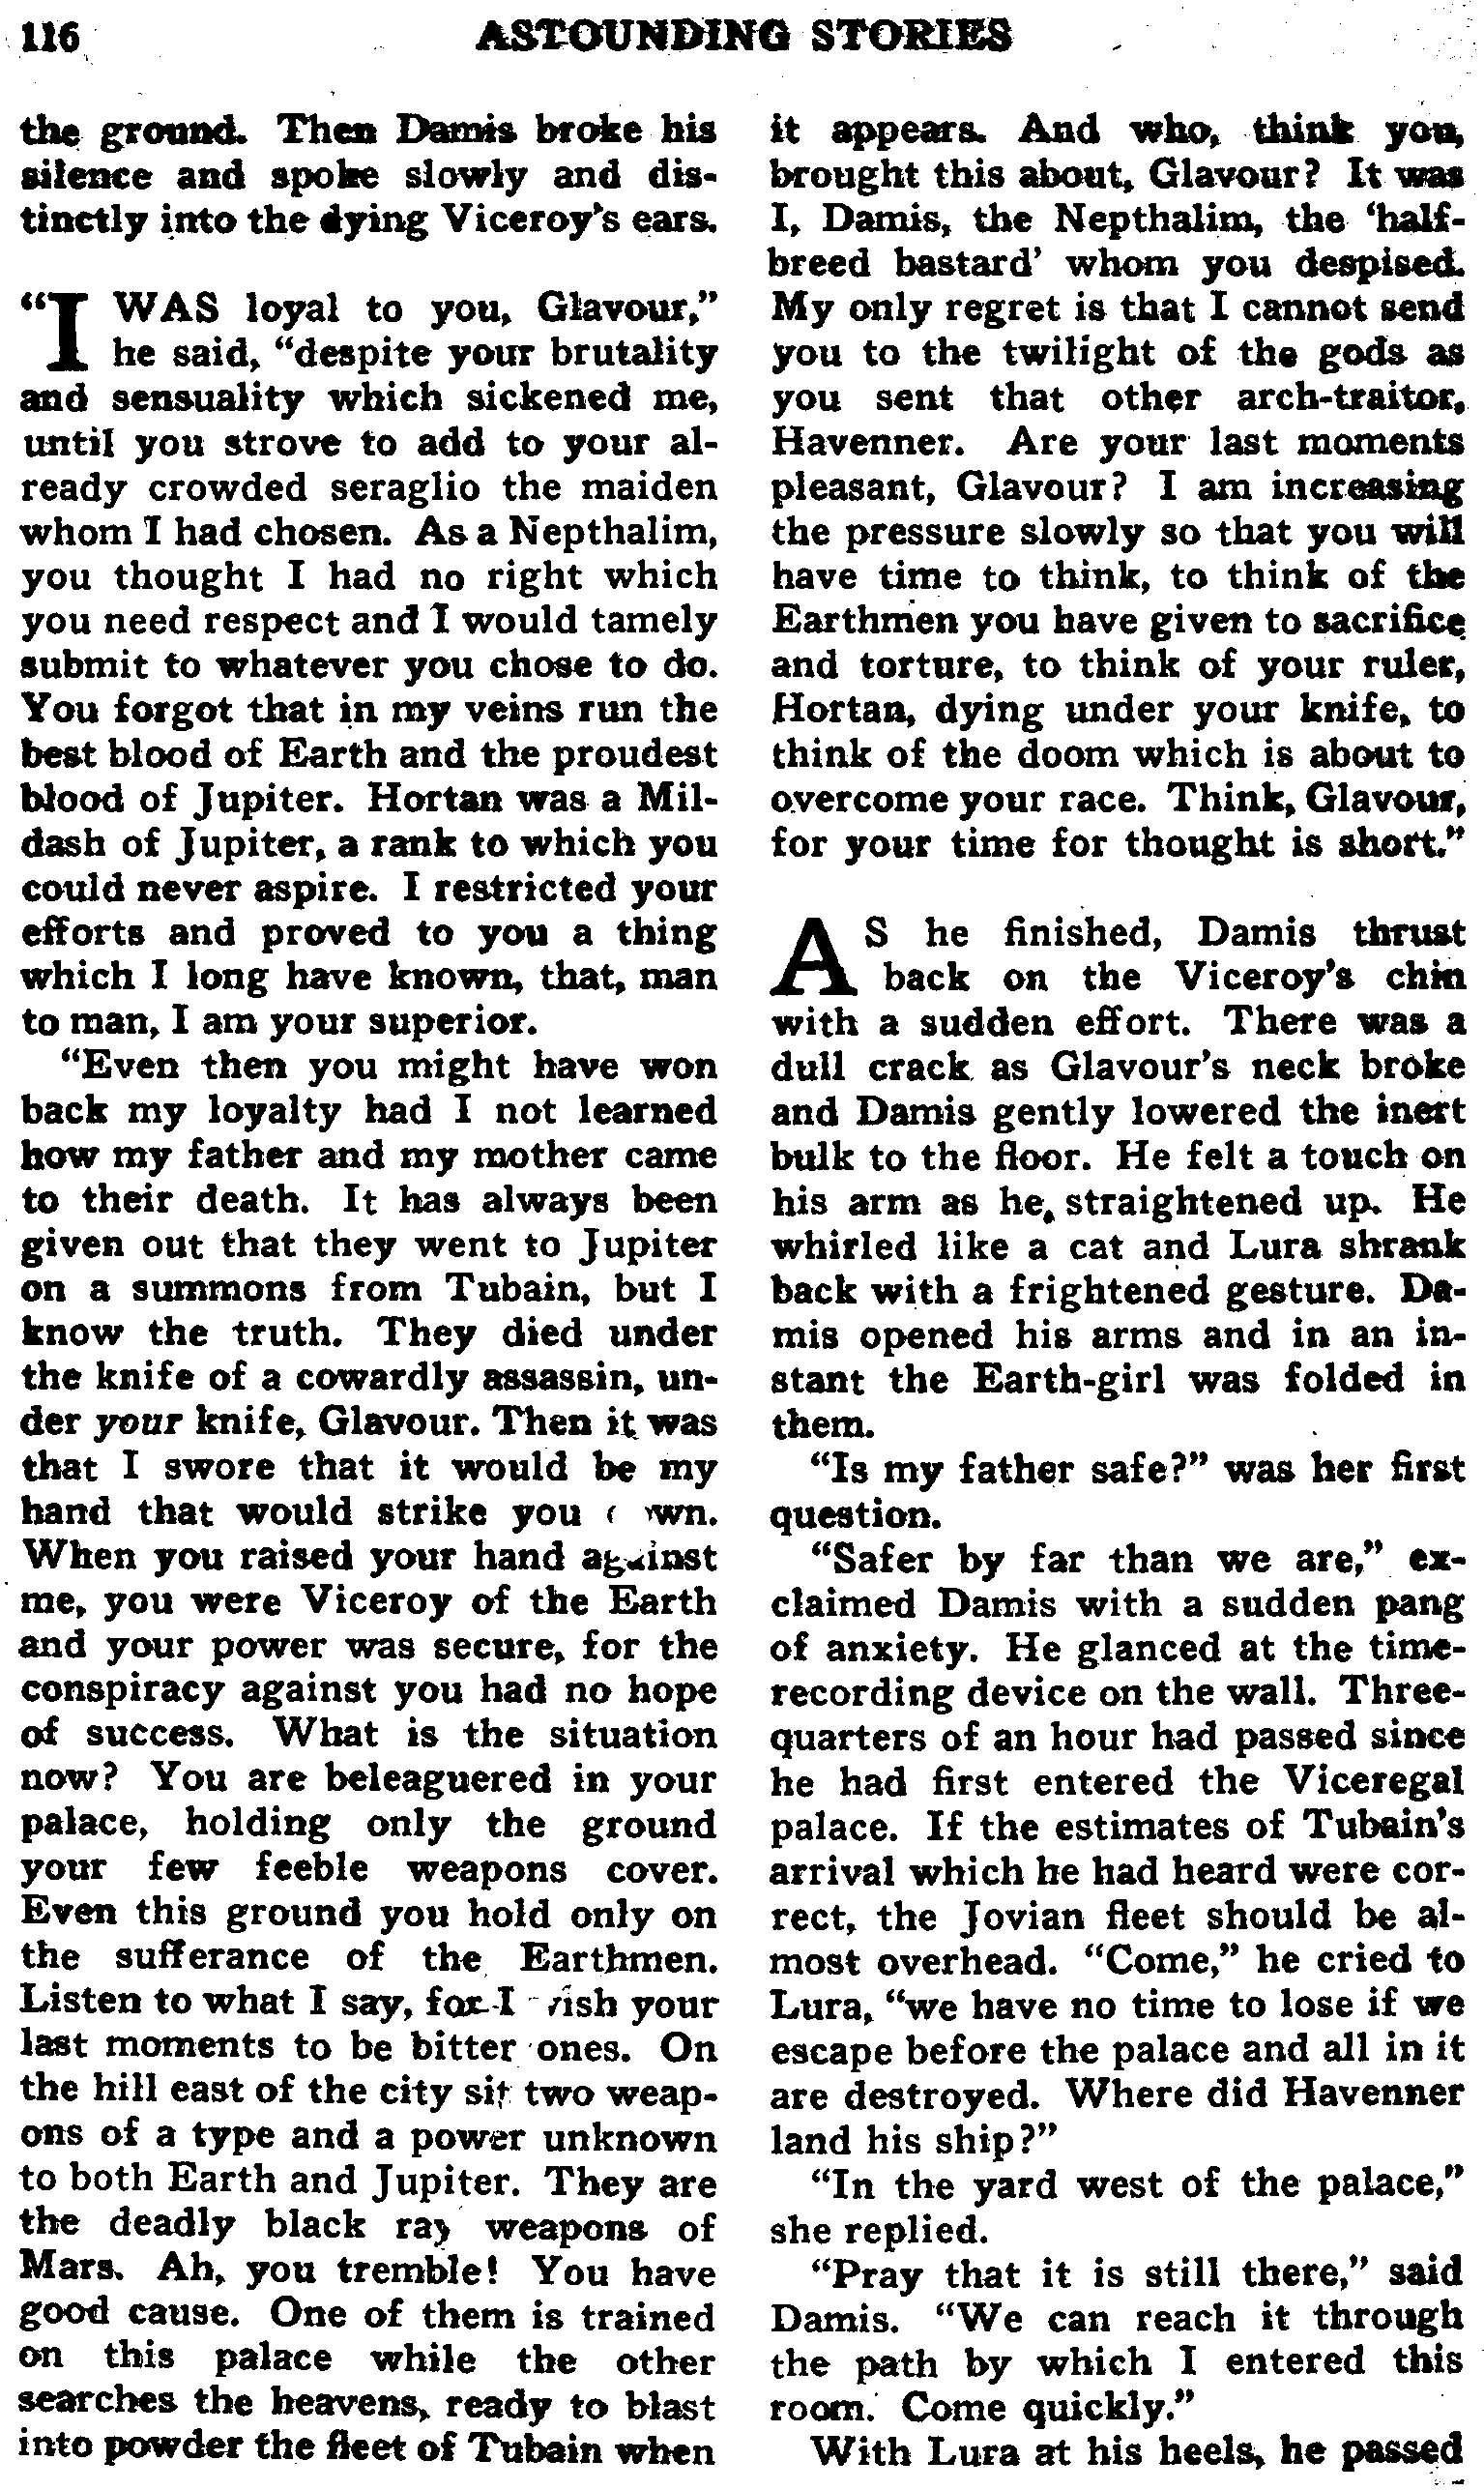 116
ASTOUNDING STORIES
the ground. Then Damis broke his
silence and spoke slowly and dis-
tinctly into the dying Viceroy's ears.
"I WAS loyal to you, Glavour,"
he said, "despite your brutality
and sensuality which sickened me,
until you strove to add to your al-
ready crowded seraglio the maiden
whom I had chosen. As a Nepthalim,
you thought I had no right which
you need respect and I would tamely
submit to whatever you chose to do.
You forgot that in my veins run the
best blood of Earth and the proudest
blood of Jupiter. Hortan was a Mil-
dash of Jupiter, a rank to which you
could never aspire. I restricted your
efforts and proved to you a thing
which I long have known, that, man
to man, I am your superior.
"Even then you might have won
back my loyalty had I not learned
how my father and my mother came
to their death. It has always been
given out that they went to Jupiter
on a summons from Tubain, but I
know the truth. They died under
the knife of a cowardly assassin, un-
der your knife, Glavour. Then it was
that I swore that it would be my
hand that would strike you down.
When you raised your hand against
me, you were Viceroy of the Earth
and your power was secure, for the
conspiracy against you had no hope
of success. What is the situation
now? You are beleaguered in your
palace, holding only the ground
your few feeble weapons cover.
Even this ground you hold only on
the sufferance of the Earthmen.
Listen to what I say, for I wish your
last moments to be bitter ones. On
the hill east of the city sit two weap-
ons of a type and a power unknown
to both Earth and Jupiter. They are
the deadly black ray weapons of
Mars. Ah, you tremble! You have
good cause. One of them is trained
on this palace while the other
searches the heavens, ready to blast
into powder the fleet of Tubain when
it appears. And who, think you,
brought this about, Glavour? It was
I, Damis, the Nepthalim, the 'half-
breed bastard' whom you despised.
My only regret is that I cannot send
you to the twilight of the gods as
you sent that other arch-traitor,
Havenner. Are your last moments
pleasant, Glavour? I am increasing
the pressure slowly so that you will
have time to think, to think of the
Earthmen you have given to sacrifice
and torture, to think of your ruler,
Hortan, dying under your knife, to
think of the doom which is about to
overcome your race. Think, Glavour,
for your time for thought is short."
AS he finished, Damis thrust
back on the Viceroy's chin
with a sudden effort. There was a
dull crack as Glavour's neck broke
and Damis gently lowered the inert
bulk to the floor. He felt a touch on
his arm as he straightened up. He
whirled like a cat and Lura shrank
back with a frightened gesture. Da-
mis opened his arms and in an in-
stant the Earth-girl was folded in
them.
"Is my father safe?" was her first
question.
"Safer by far than we are," ex-
claimed Damis with a sudden pang
of anxiety. He glanced at the time-
recording device on the wall. Three-
quarters of an hour had passed since
he had first entered the Viceregal
palace. If the estimates of Tubain's
arrival which he had heard were cor-
rect, the Jovian fleet should be al-
most overhead. "Come," he cried to
Lura, "we have no time to lose if we
escape before the palace and all in it
are destroyed. Where did Havenner
land his ship?"
"In the yard west of the palace,"
she replied.
"Pray that it is still there," said
Damis. "We can reach it through
the path by which I entered this
room. Come quickly."
With Lura at his heels, he passed